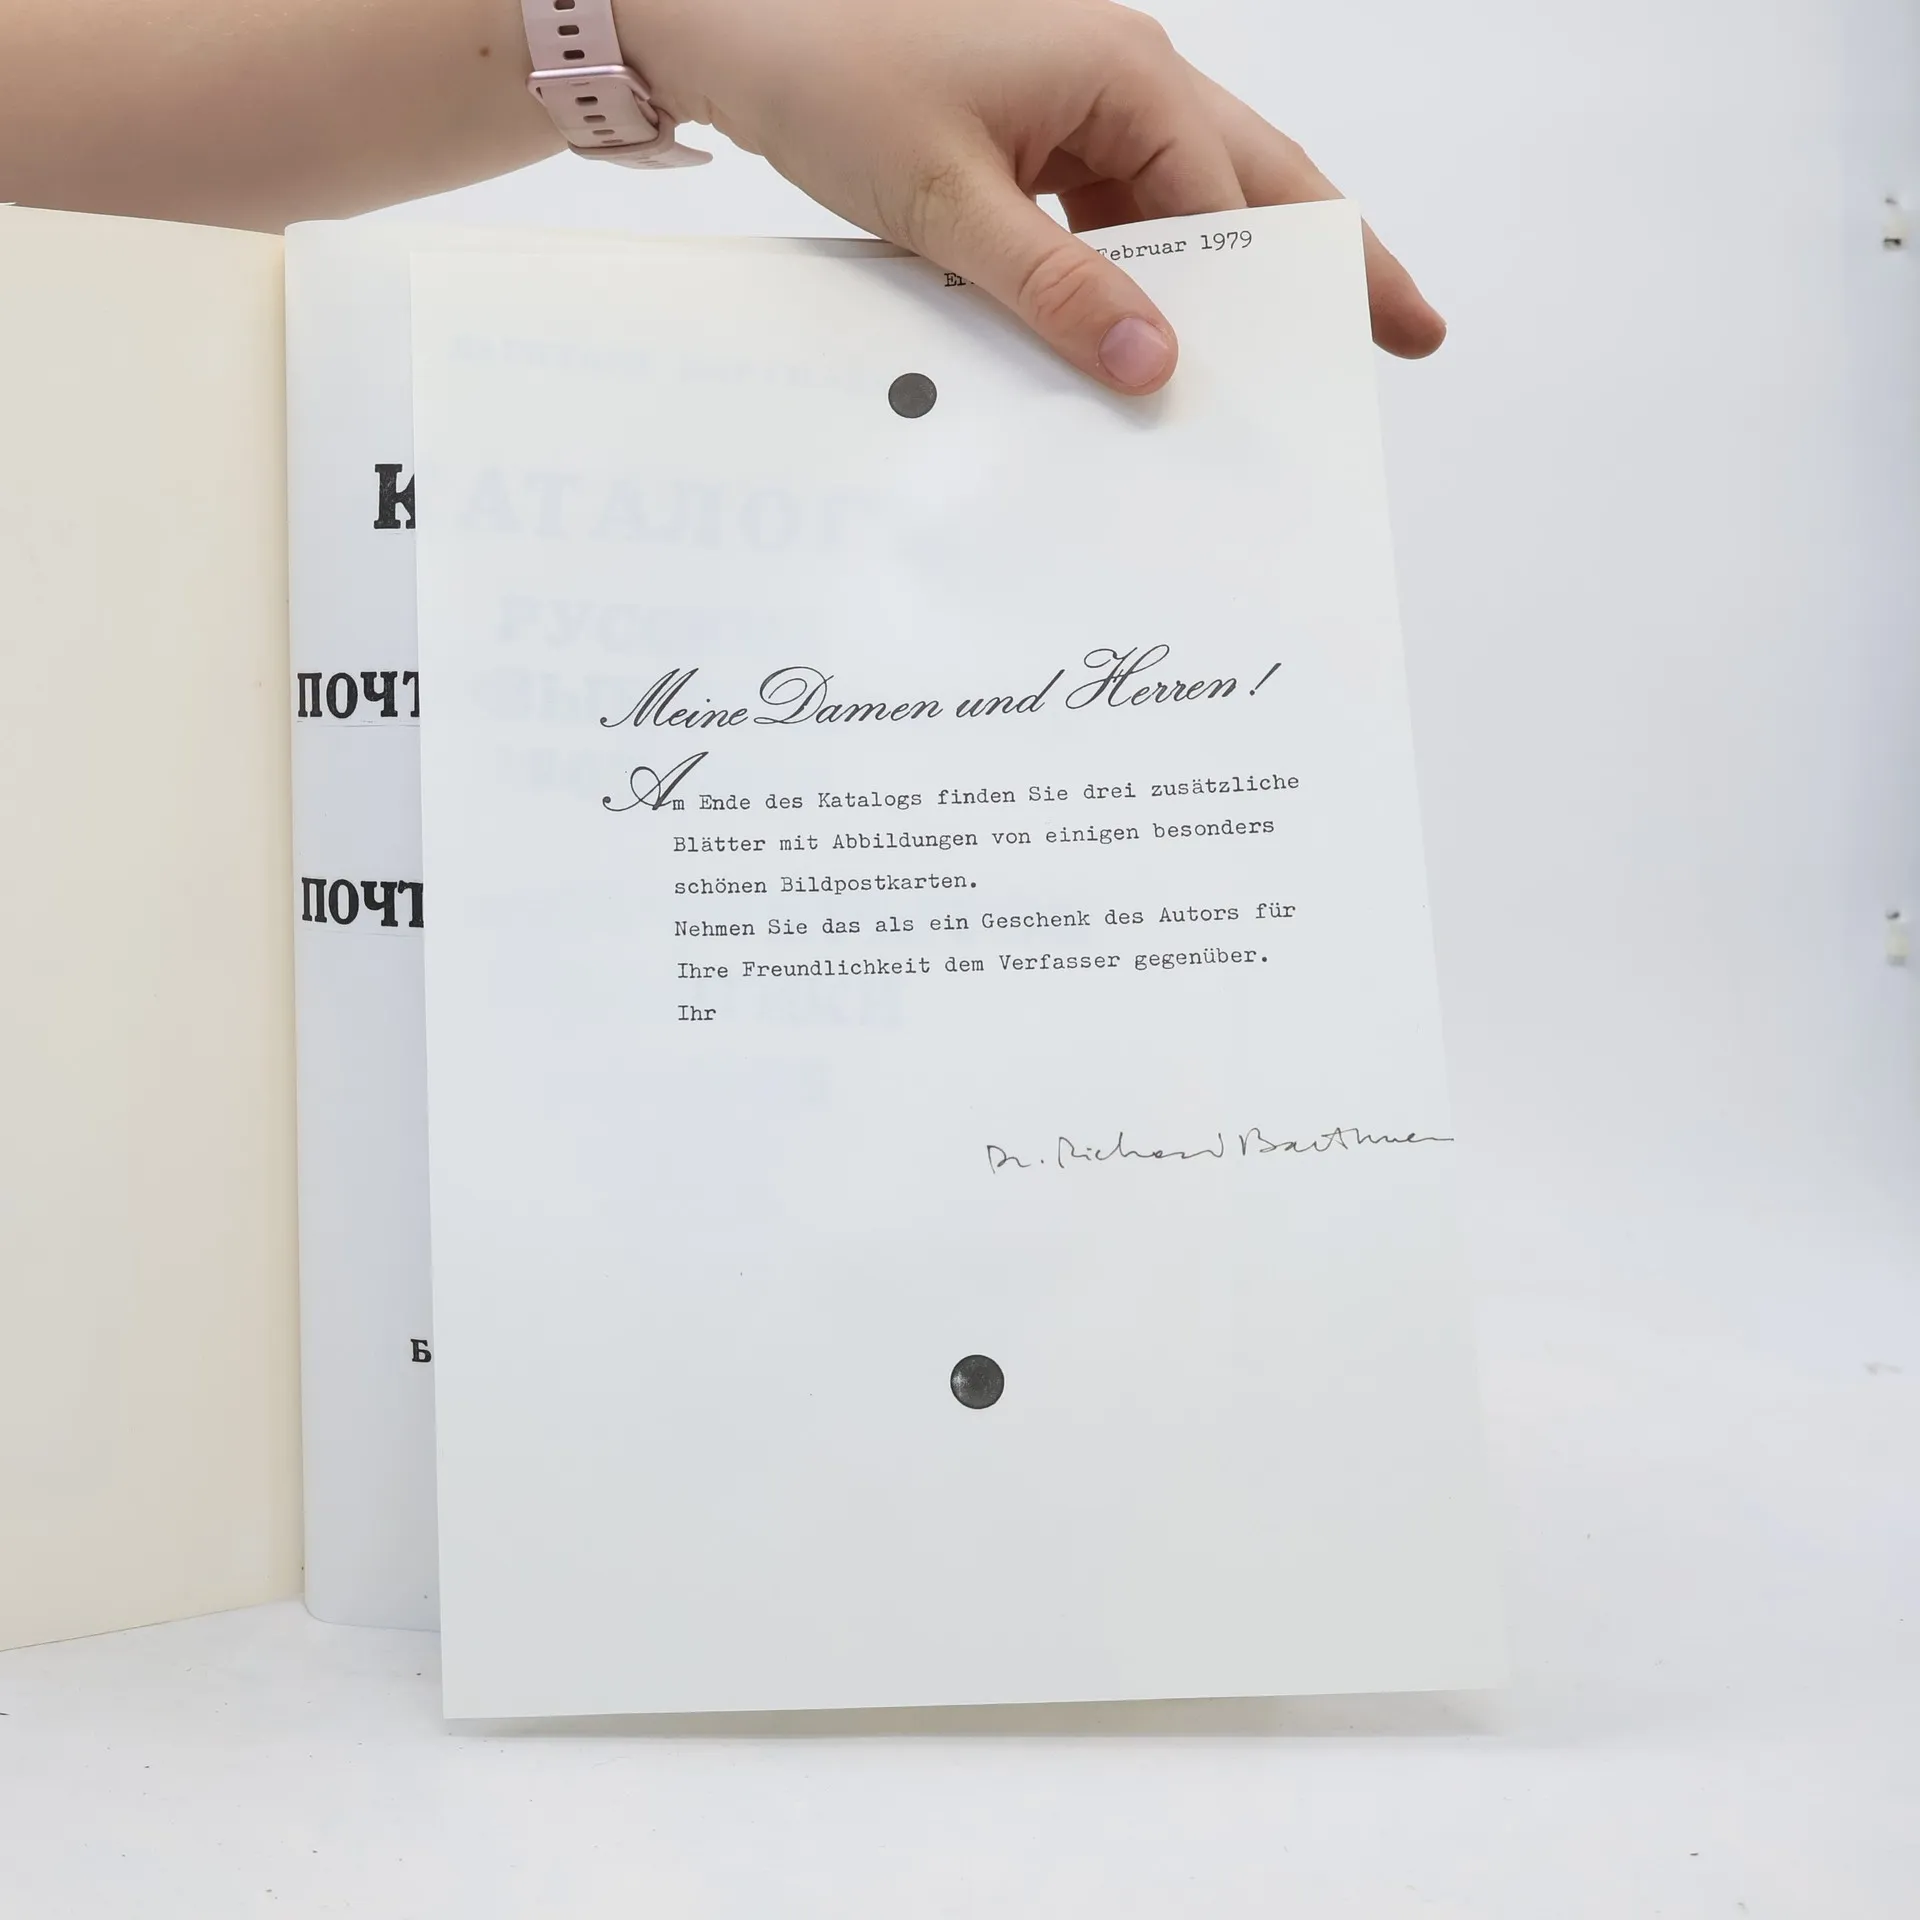 Februar 1979
К
ПОЧТ
ПОЧТ
Б
Meine Damen und Herren!
Am Ende des Katalogs finden Sie drei zusätzliche
Blätter mit Abbildungen von einigen besonders
schönen Bildpostkarten.
Nehmen Sie das als ein Geschenk des Autors für
Ihre Freundlichkeit dem Verfasser gegenüber.
Ihr
Dr. Richard